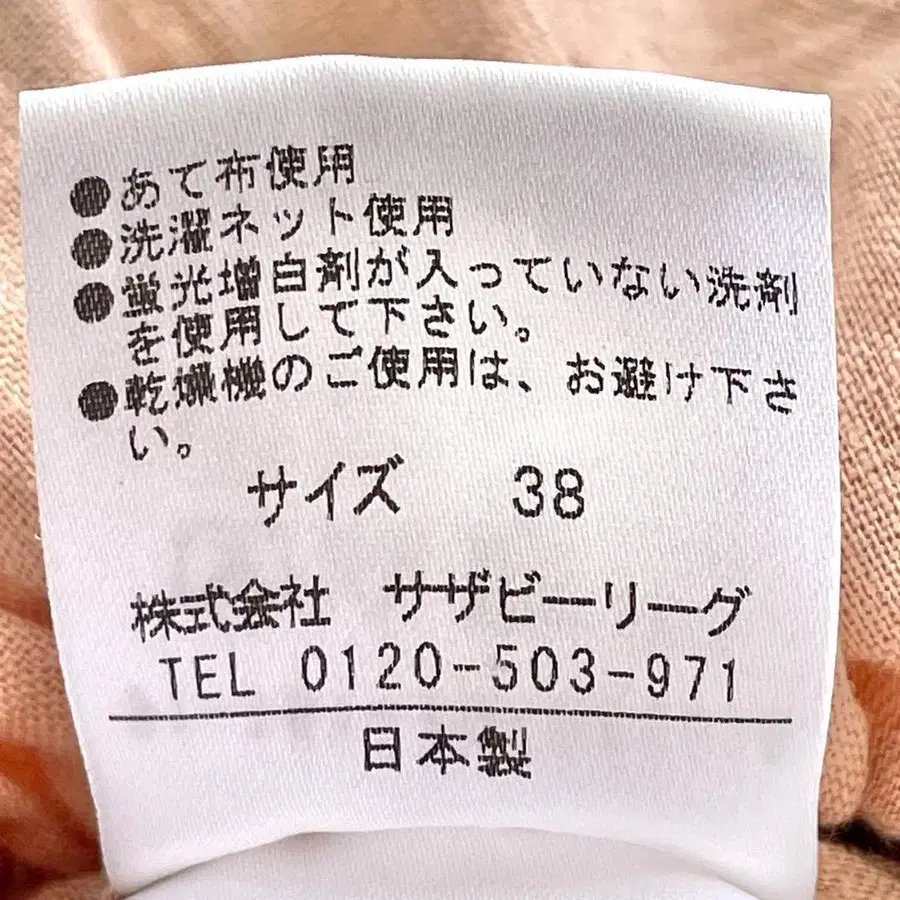 ●あて布使用
●洗濯ネット使用
●蛍光増白剤が入っていない洗剤
を使用して下さい。
●乾燥機のご使用は、お避け下さ
い。
サイズ 38
株式会社 サザビーリーグ
TEL 0120-503-971
日本製